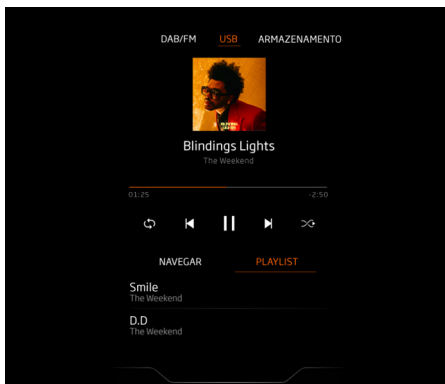 DAB/FM USB ARMAZENAMENTO
Blindings Lights
The Weekend
01:25 -2:50
NAVEGAR PLAYLIST
Smile
The Weekend
D.D
The Weekend